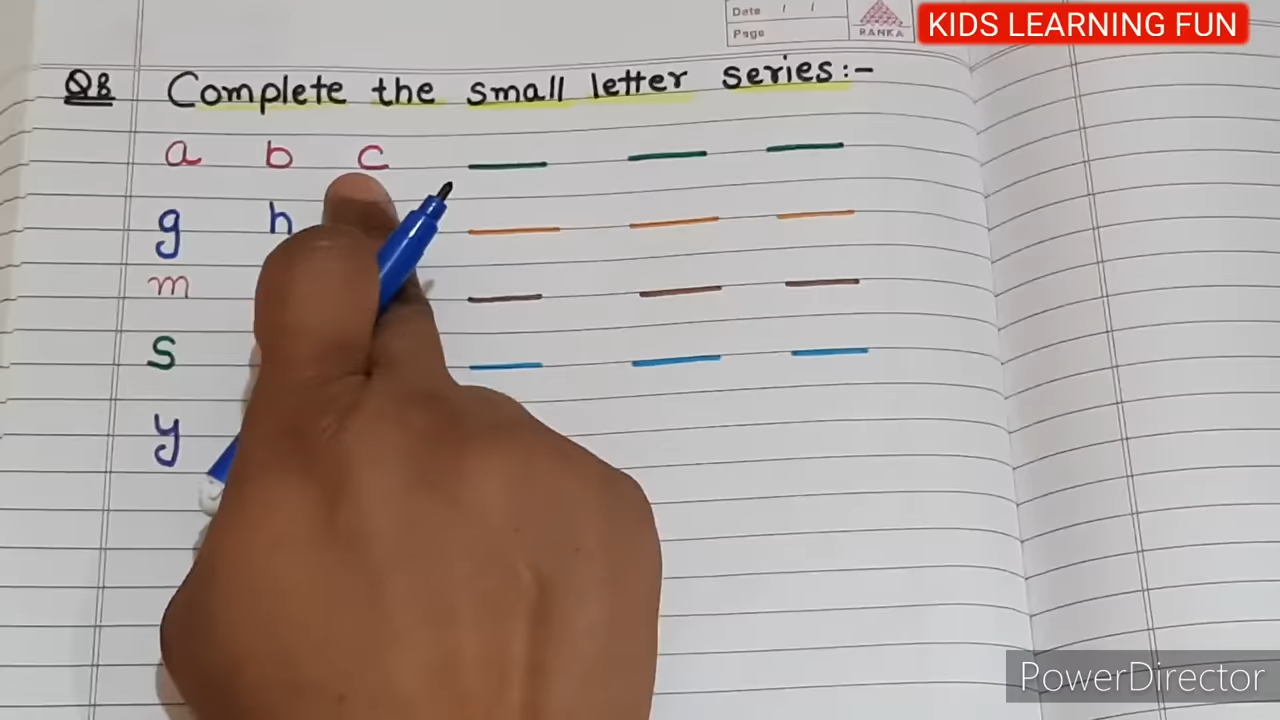 KIDS LEARNING FUN
Date / /
Page
RANKA
Q8 Complete the small letter series:-
a b c
g h
m
s
y
PowerDirector